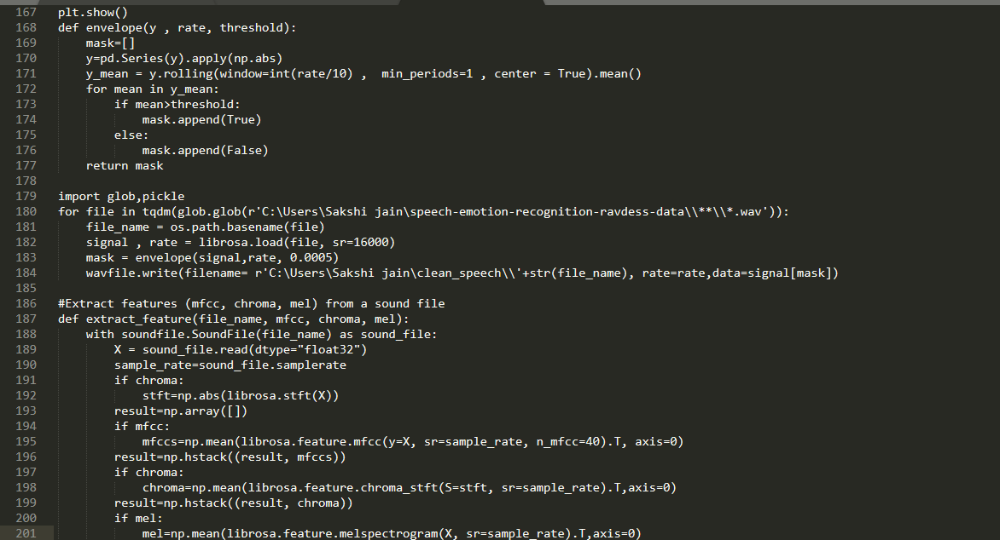 167 plt.show()
168 def envelope(y , rate, threshold):
169     mask=[]
170     y=pd.Series(y).apply(np.abs)
171     y_mean = y.rolling(window=int(rate/10) ,  min_periods=1 , center = True).mean()
172     for mean in y_mean:
173         if mean>threshold:
174             mask.append(True)
175         else:
176             mask.append(False)
177     return mask
178
179 import glob,pickle
180 for file in tqdm(glob.glob(r'C:\Users\Sakshi jain\speech-emotion-recognition-ravdess-data\\**\\*.wav')):
181     file_name = os.path.basename(file)
182     signal , rate = librosa.load(file, sr=16000)
183     mask = envelope(signal,rate, 0.0005)
184     wavfile.write(filename= r'C:\Users\Sakshi jain\clean_speech\\'+str(file_name), rate=rate,data=signal[mask])
185
186 #Extract features (mfcc, chroma, mel) from a sound file
187 def extract_feature(file_name, mfcc, chroma, mel):
188     with soundfile.SoundFile(file_name) as sound_file:
189         X = sound_file.read(dtype="float32")
190         sample_rate=sound_file.samplerate
191         if chroma:
192             stft=np.abs(librosa.stft(X))
193         result=np.array([])
194         if mfcc:
195             mfccs=np.mean(librosa.feature.mfcc(y=X, sr=sample_rate, n_mfcc=40).T, axis=0)
196         result=np.hstack((result, mfccs))
197         if chroma:
198             chroma=np.mean(librosa.feature.chroma_stft(S=stft, sr=sample_rate).T,axis=0)
199         result=np.hstack((result, chroma))
200         if mel:
201             mel=np.mean(librosa.feature.melspectrogram(X, sr=sample_rate).T,axis=0)